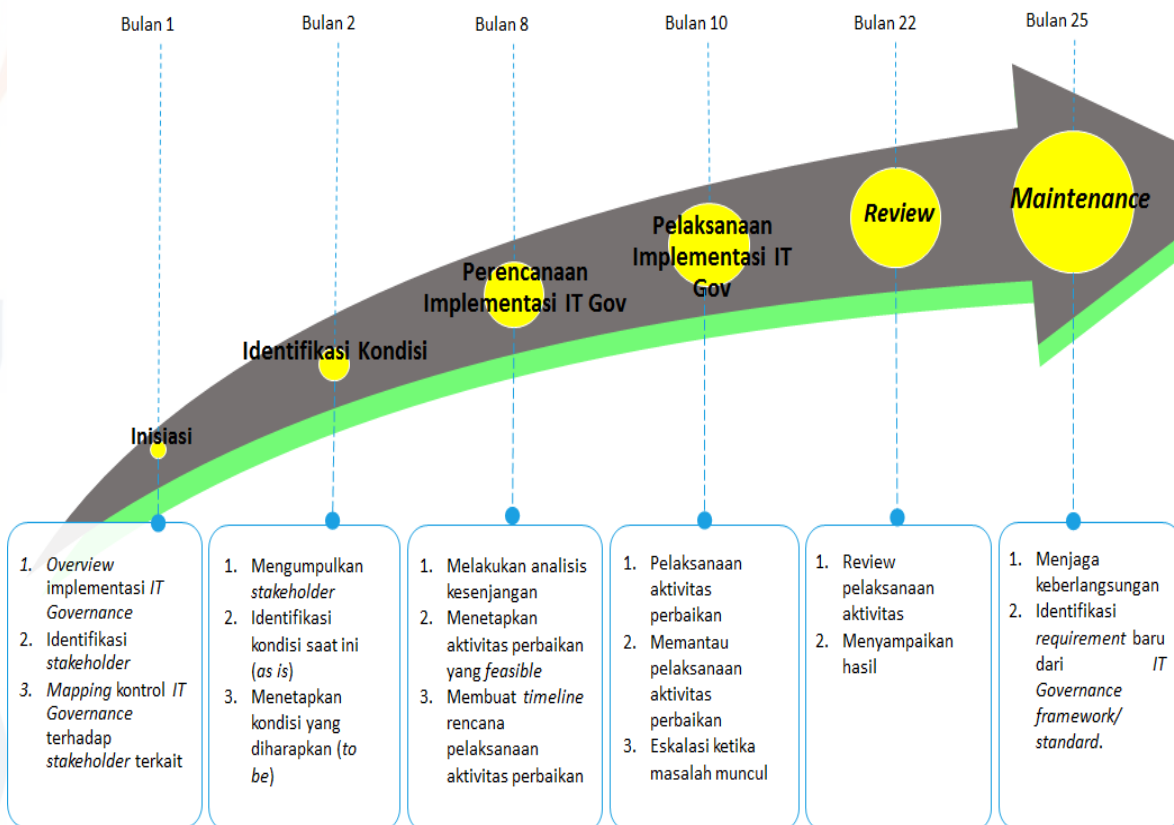 Bulan 1
Bulan 2
Bulan 8
Bulan 10
Bulan 22
Bulan 25
Inisiasi
Identifikasi Kondisi
Perencanaan
Implementasi IT Gov
Pelaksanaan
Implementasi IT
Gov
Review
Maintenance
1. Overview
implementasi IT
Governance
2. Identifikasi
stakeholder
3. Mapping kontrol IT
Governance
terhadap
stakeholder terkait
1. Mengumpulkan
stakeholder
2. Identifikasi
kondisi saat ini
(as is)
3. Menetapkan
kondisi yang
diharapkan (to
be)
1. Melakukan analisis
kesenjangan
2. Menetapkan
aktivitas perbaikan
yang feasible
3. Membuat timeline
rencana
pelaksanaan
aktivitas perbaikan
1. Pelaksanaan
aktivitas
perbaikan
2. Memantau
pelaksanaan
aktivitas
perbaikan
3. Eskalasi ketika
masalah muncul
1. Review
pelaksanaan
aktivitas
2. Menyampaikan
hasil
1. Menjaga
keberlangsungan
2. Identifikasi
requirement baru
dari IT
Governance
framework/
standard.